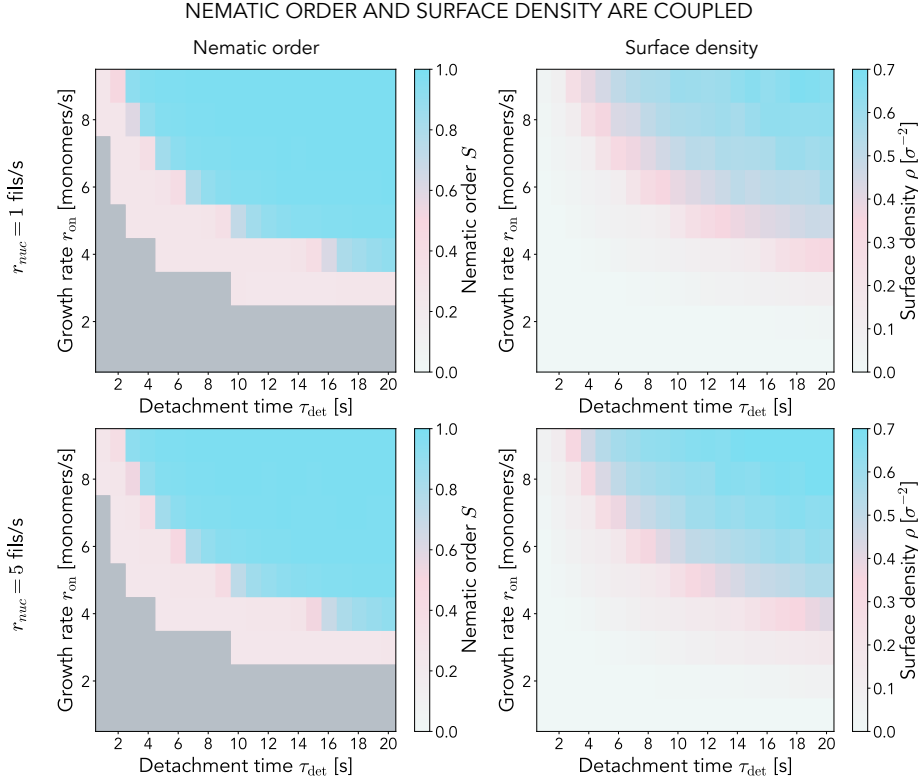 NEMATIC ORDER AND SURFACE DENSITY ARE COUPLED
Nematic order
Surface density
r_nuc = 1 fils/s
Growth rate r_on [monomers/s]
8
6
4
2
2 4 6 8 10 12 14 16 18 20
Detachment time τ_det [s]
1.0
0.8
0.6
0.4
0.2
0.0
Nematic order S
Growth rate r_on [monomers/s]
8
6
4
2
2 4 6 8 10 12 14 16 18 20
Detachment time τ_det [s]
0.7
0.6
0.5
0.4
0.3
0.2
0.1
0.0
Surface density ρ [σ⁻²]
r_nuc = 5 fils/s
Growth rate r_on [monomers/s]
8
6
4
2
2 4 6 8 10 12 14 16 18 20
Detachment time τ_det [s]
1.0
0.8
0.6
0.4
0.2
0.0
Nematic order S
Growth rate r_on [monomers/s]
8
6
4
2
2 4 6 8 10 12 14 16 18 20
Detachment time τ_det [s]
0.7
0.6
0.5
0.4
0.3
0.2
0.1
0.0
Surface density ρ [σ⁻²]